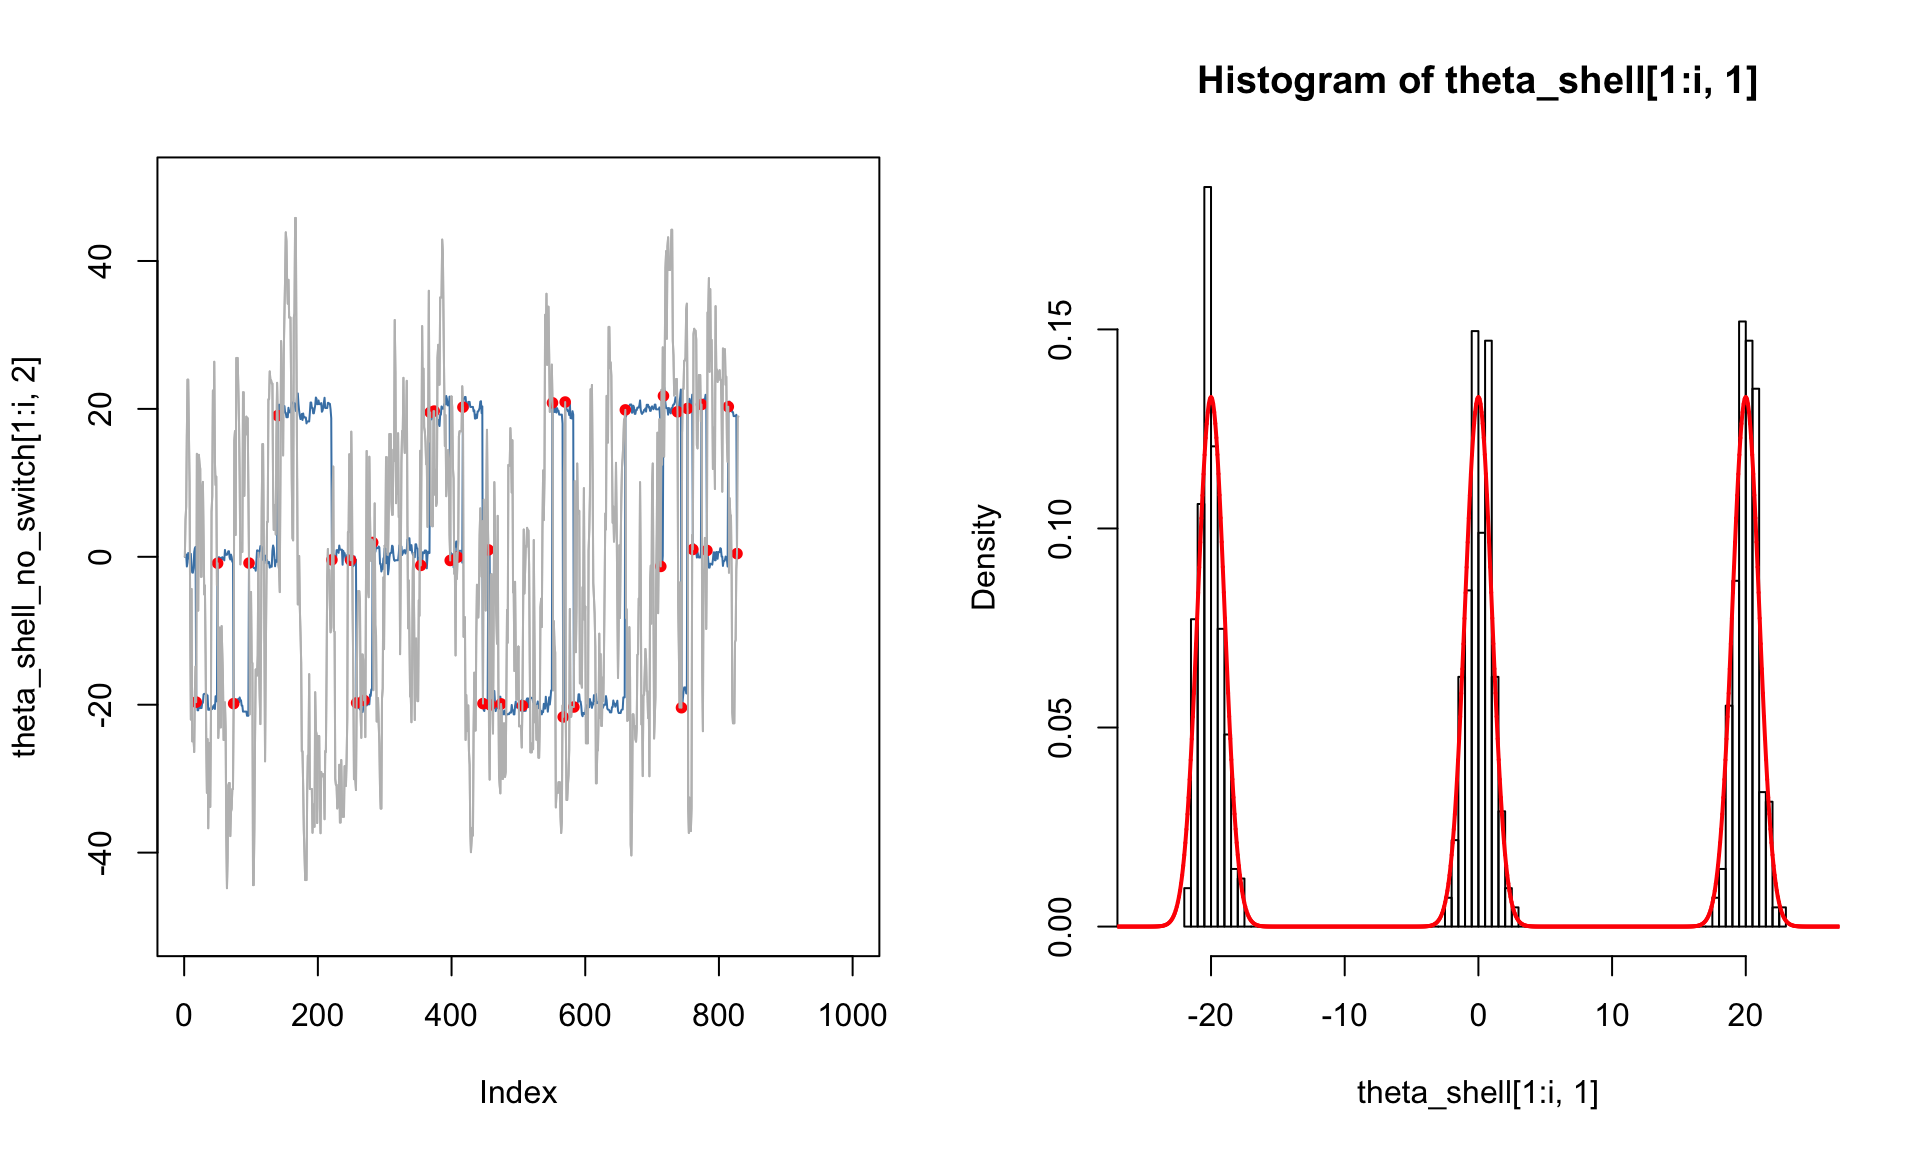 theta_shell_no_switch[1:i, 2]
40
20
0
-20
-40
0 200 400 600 800 1000
Index
Histogram of theta_shell[1:i, 1]
Density
0.15
0.10
0.05
0.00
-20 -10 0 10 20
theta_shell[1:i, 1]